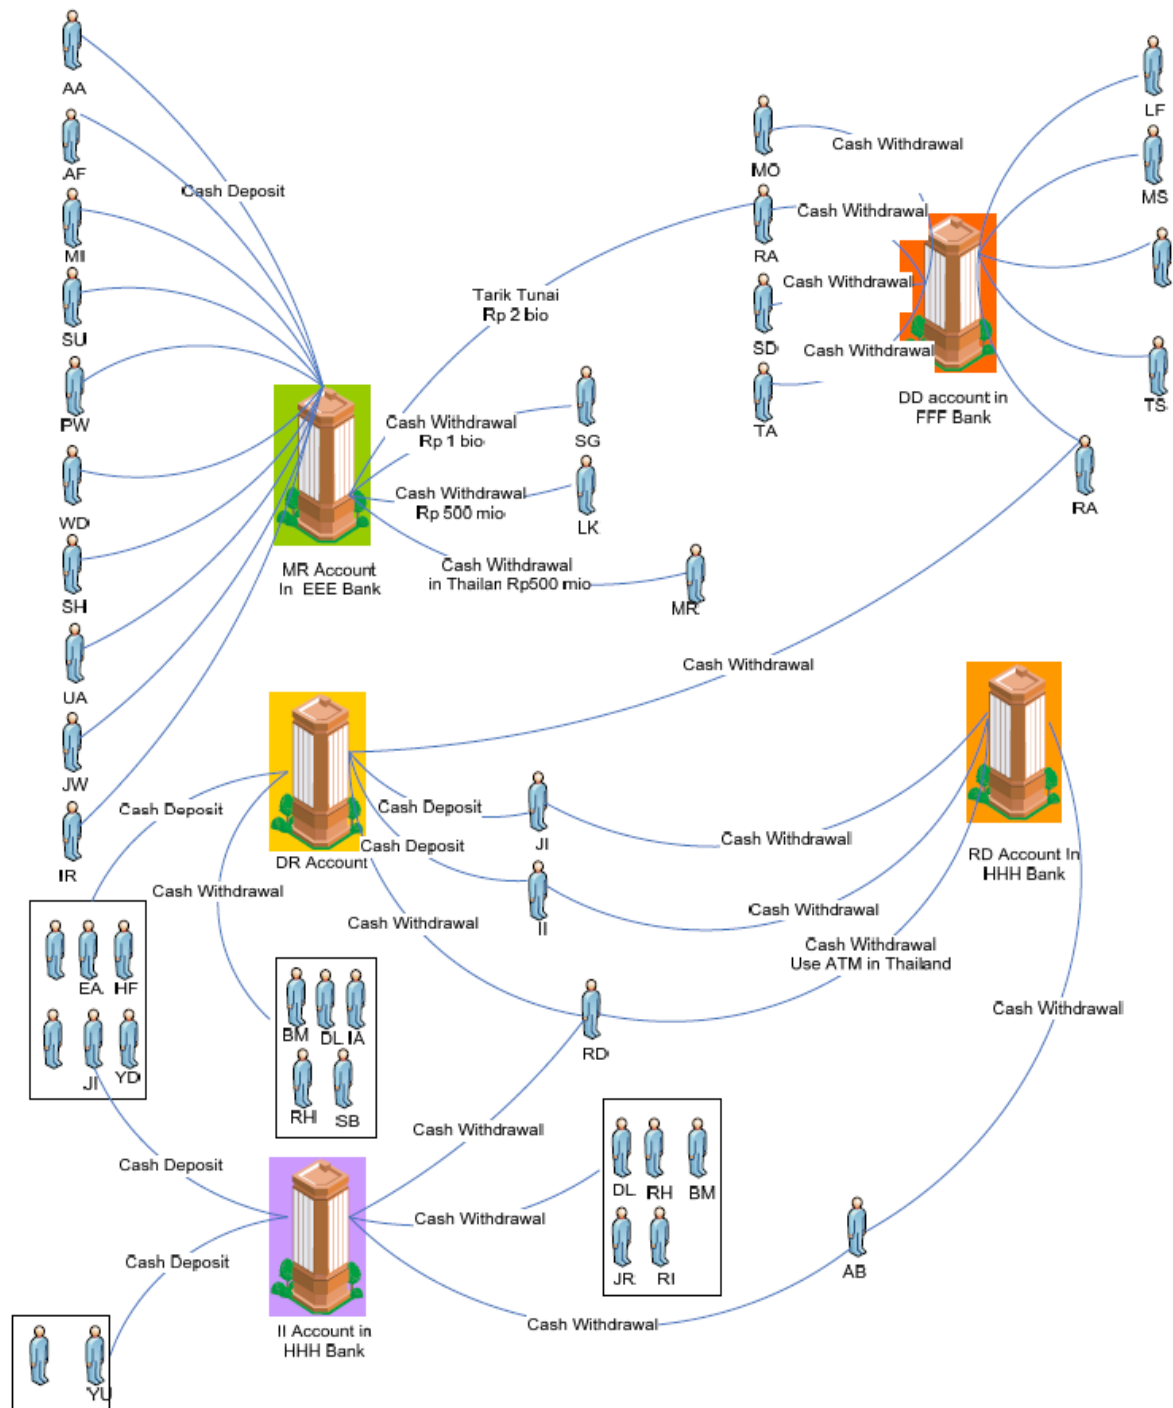 AA
AF
MI
SU
PW
WD
SH
UA
JW
IR
Cash Deposit
MR Account
In EEE Bank
Tarik Tunai
Rp 2 bio
Cash Withdrawal
Rp 1 bio
Cash Withdrawal
Rp 500 mio
Cash Withdrawal
in Thailan Rp500 mio
SG
LK
MR
MO
RA
SD
TA
Cash Withdrawal
Cash Withdrawal
Cash Withdrawal
Cash Withdrawal
DD account in
FFF Bank
LF
MS
TS
RA
Cash Withdrawal
DR Account
Cash Deposit
Cash Withdrawal
Cash Deposit
Cash Deposit
Cash Withdrawal
JI
II
RD
Cash Withdrawal
Cash Withdrawal
Cash Withdrawal
Use ATM in Thailand
RD Account In
HHH Bank
Cash Withdrawal
EA HF
JI YD
BM DL IA
RH SB
Cash Deposit
Cash Deposit
YU
II Account in
HHH Bank
Cash Withdrawal
Cash Withdrawal
Cash Withdrawal
DL RH BM
JR RI
AB